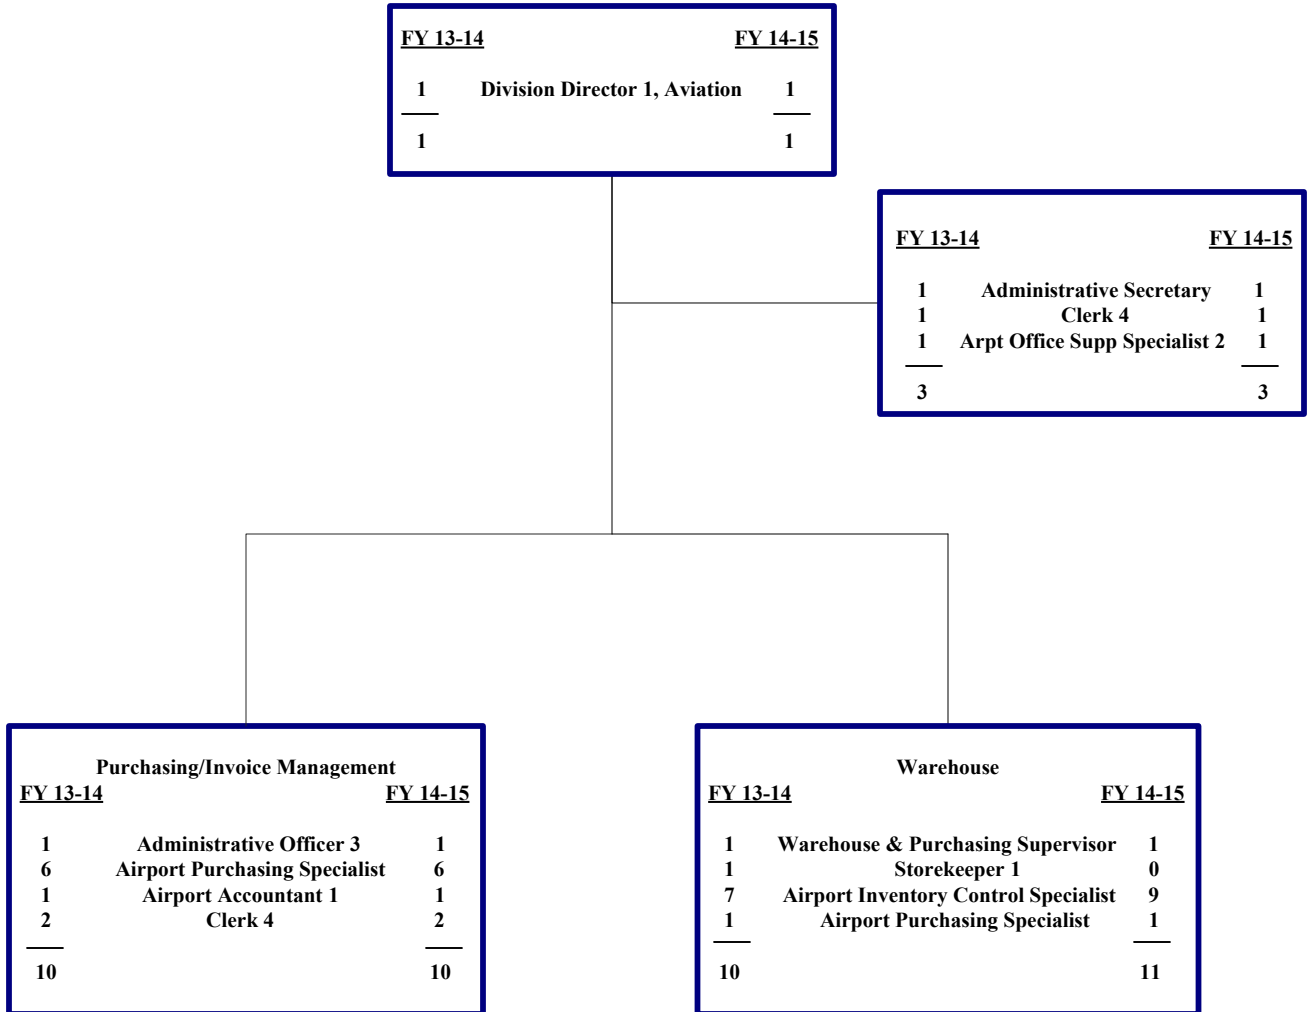 FY 13-14 FY 14-15
1 Division Director 1, Aviation 1
1 1
FY 13-14 FY 14-15
1 Administrative Secretary 1
1 Clerk 4 1
1 Arpt Office Supp Specialist 2 1
3 3
Purchasing/Invoice Management
FY 13-14 FY 14-15
1 Administrative Officer 3 1
6 Airport Purchasing Specialist 6
1 Airport Accountant 1 1
2 Clerk 4 2
10 10
Warehouse
FY 13-14 FY 14-15
1 Warehouse & Purchasing Supervisor 1
1 Storekeeper 1 0
7 Airport Inventory Control Specialist 9
1 Airport Purchasing Specialist 1
10 11